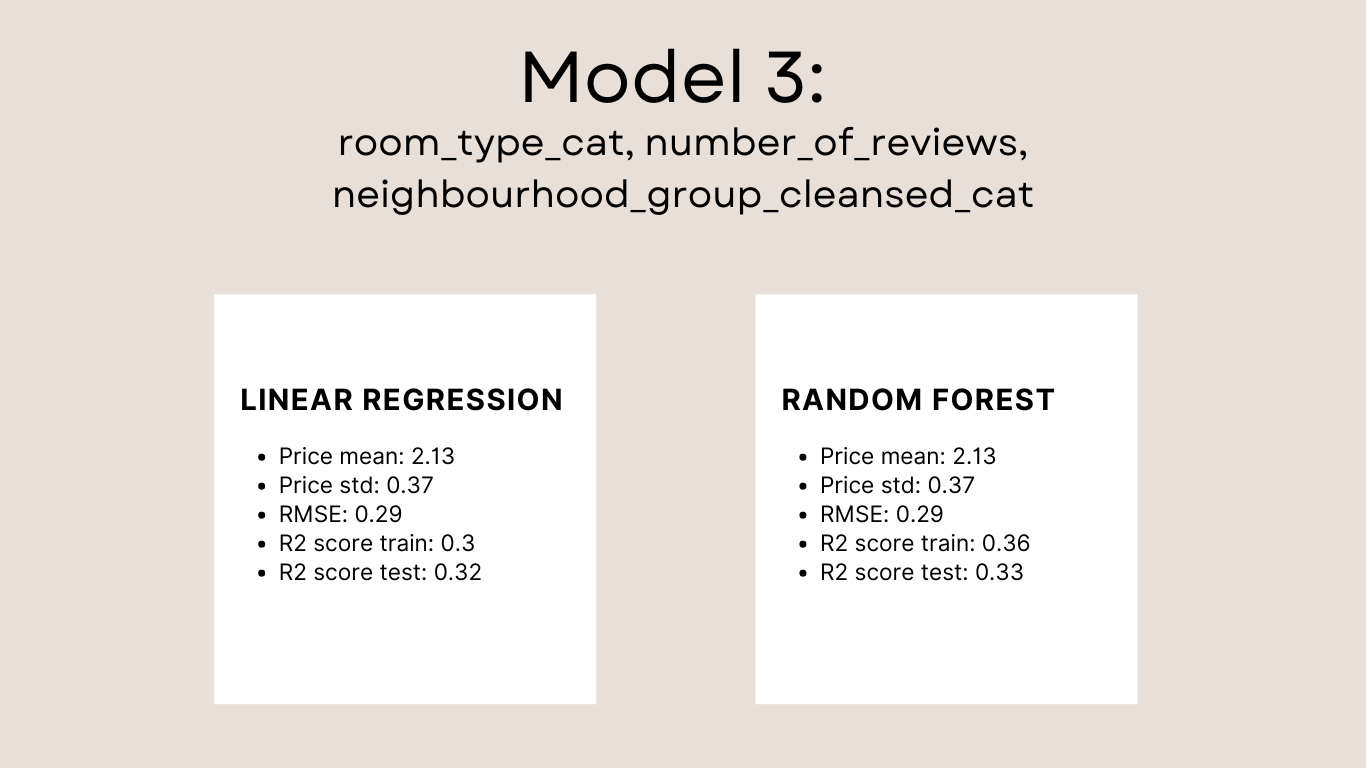 Model 3:
room_type_cat, number_of_reviews,
neighbourhood_group_cleansed_cat
LINEAR REGRESSION
• Price mean: 2.13
• Price std: 0.37
• RMSE: 0.29
• R2 score train: 0.3
• R2 score test: 0.32
RANDOM FOREST
• Price mean: 2.13
• Price std: 0.37
• RMSE: 0.29
• R2 score train: 0.36
• R2 score test: 0.33